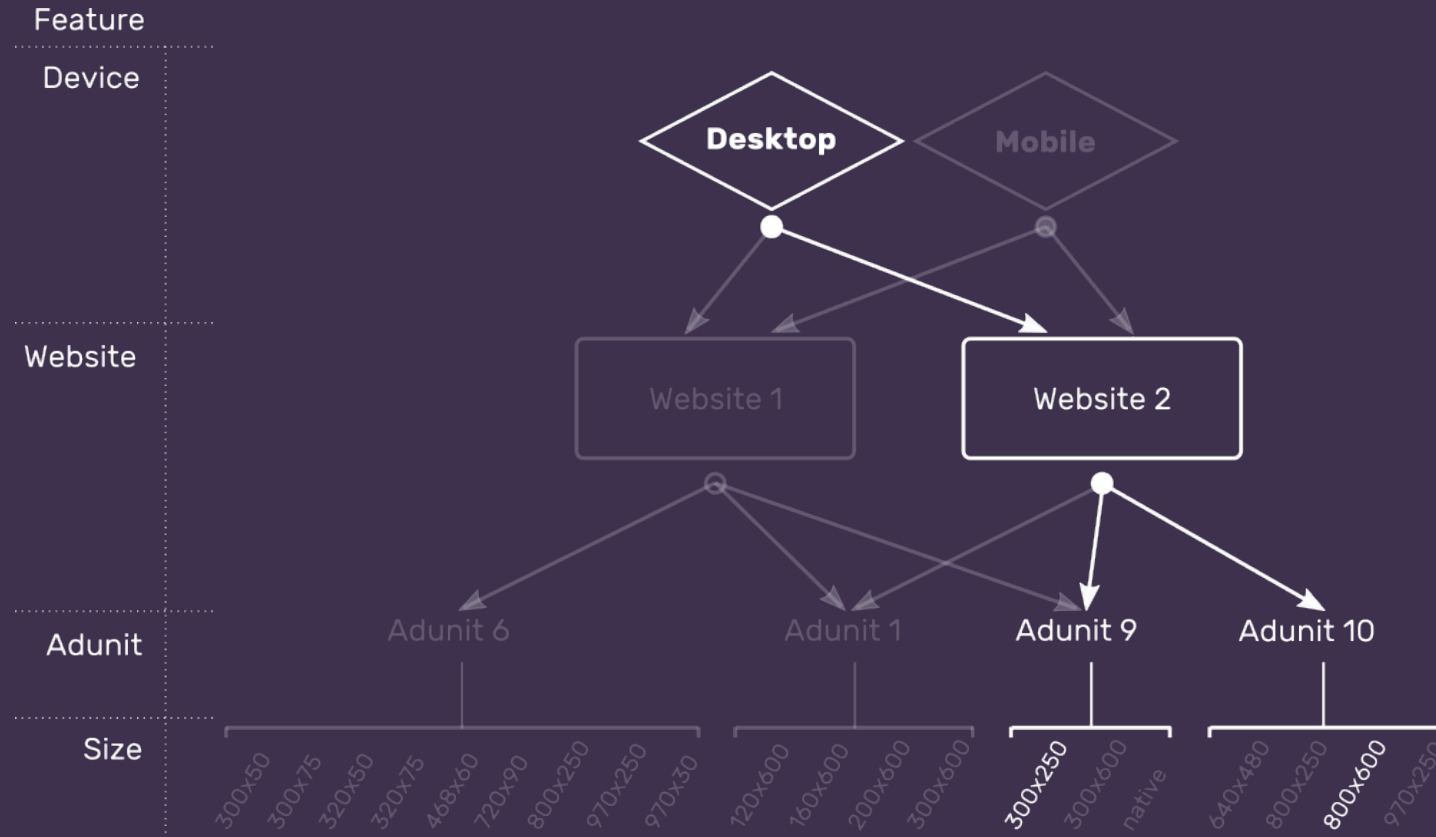 Feature
Device
Desktop
Mobile
Website
Website 1
Website 2
Adunit
Adunit 6
Adunit 1
Adunit 9
Adunit 10
Size
300x50
300x75
320x50
320x75
468x60
720x90
800x250
970x250
970x30
120x600
160x600
200x600
300x600
300x250
300x600
native
640x480
800x250
800x600
970x250